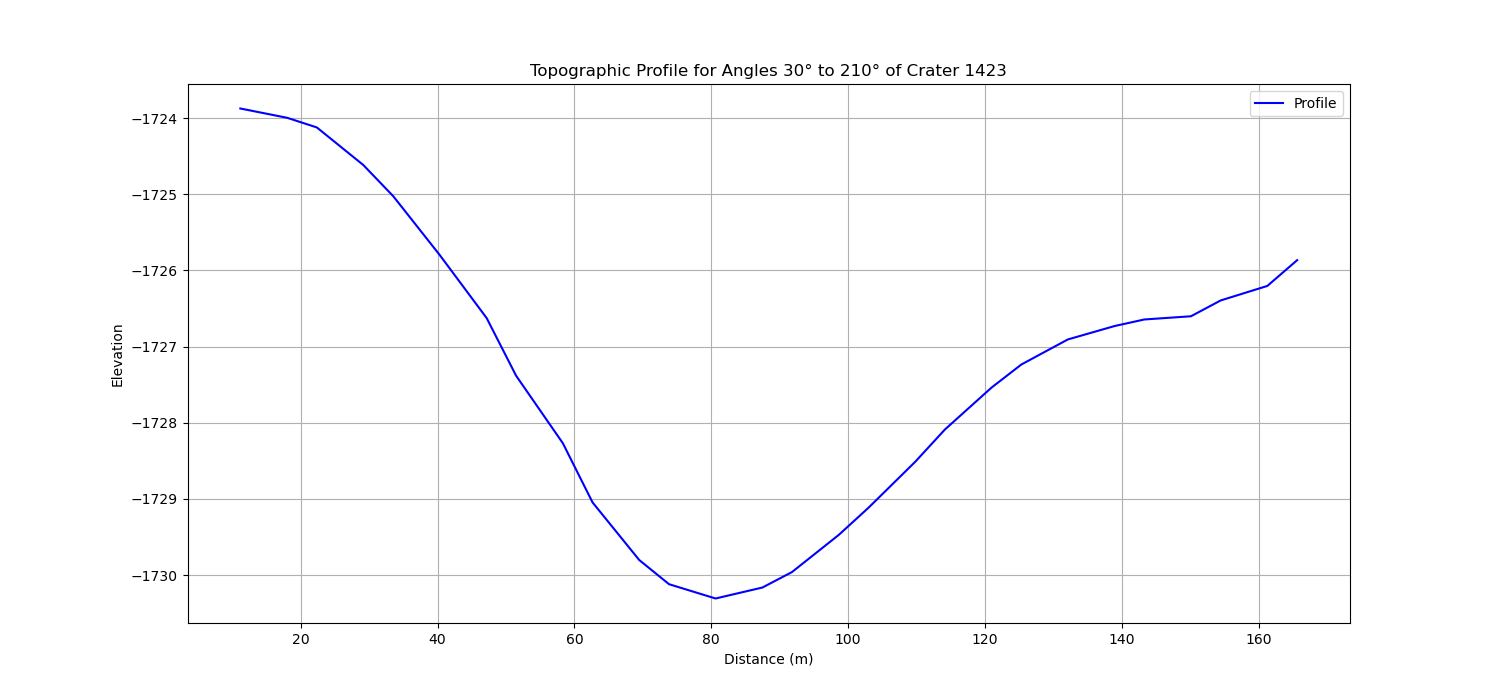 Topographic Profile for Angles 30° to 210° of Crater 1423
Profile
−1724
−1725
−1726
−1727
−1728
−1729
−1730
Elevation
20 40 60 80 100 120 140 160
Distance (m)